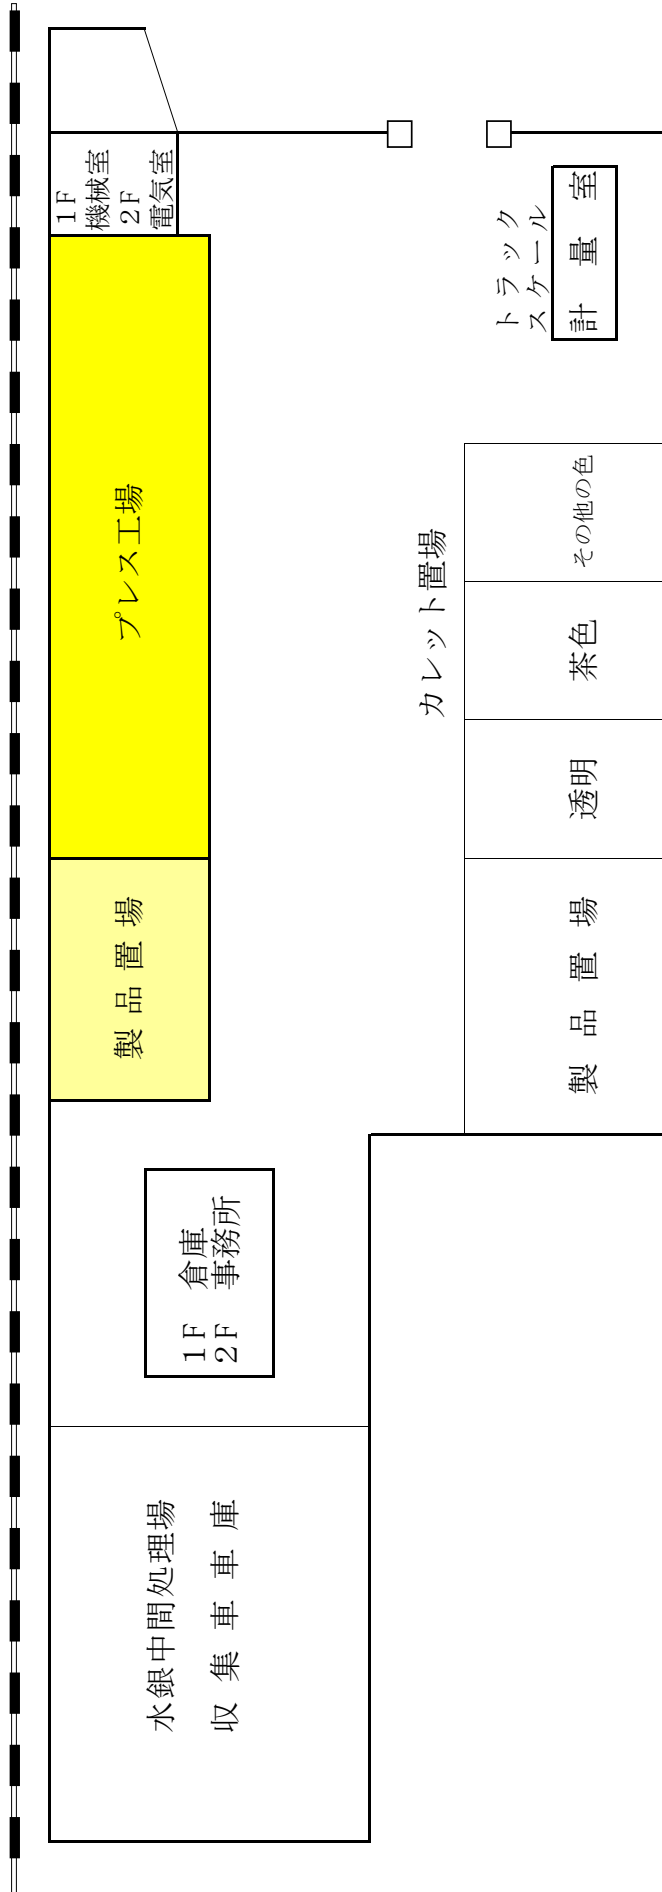 水銀中間処理場
収 集 車 車 庫
1F 倉庫
2F 事務所
製 品 置 場
プレス工場
1F
機械室
2F
電気室
カレット置場
製 品 置 場
透明
茶色
その他の色
トラック
スケール
計 量 室